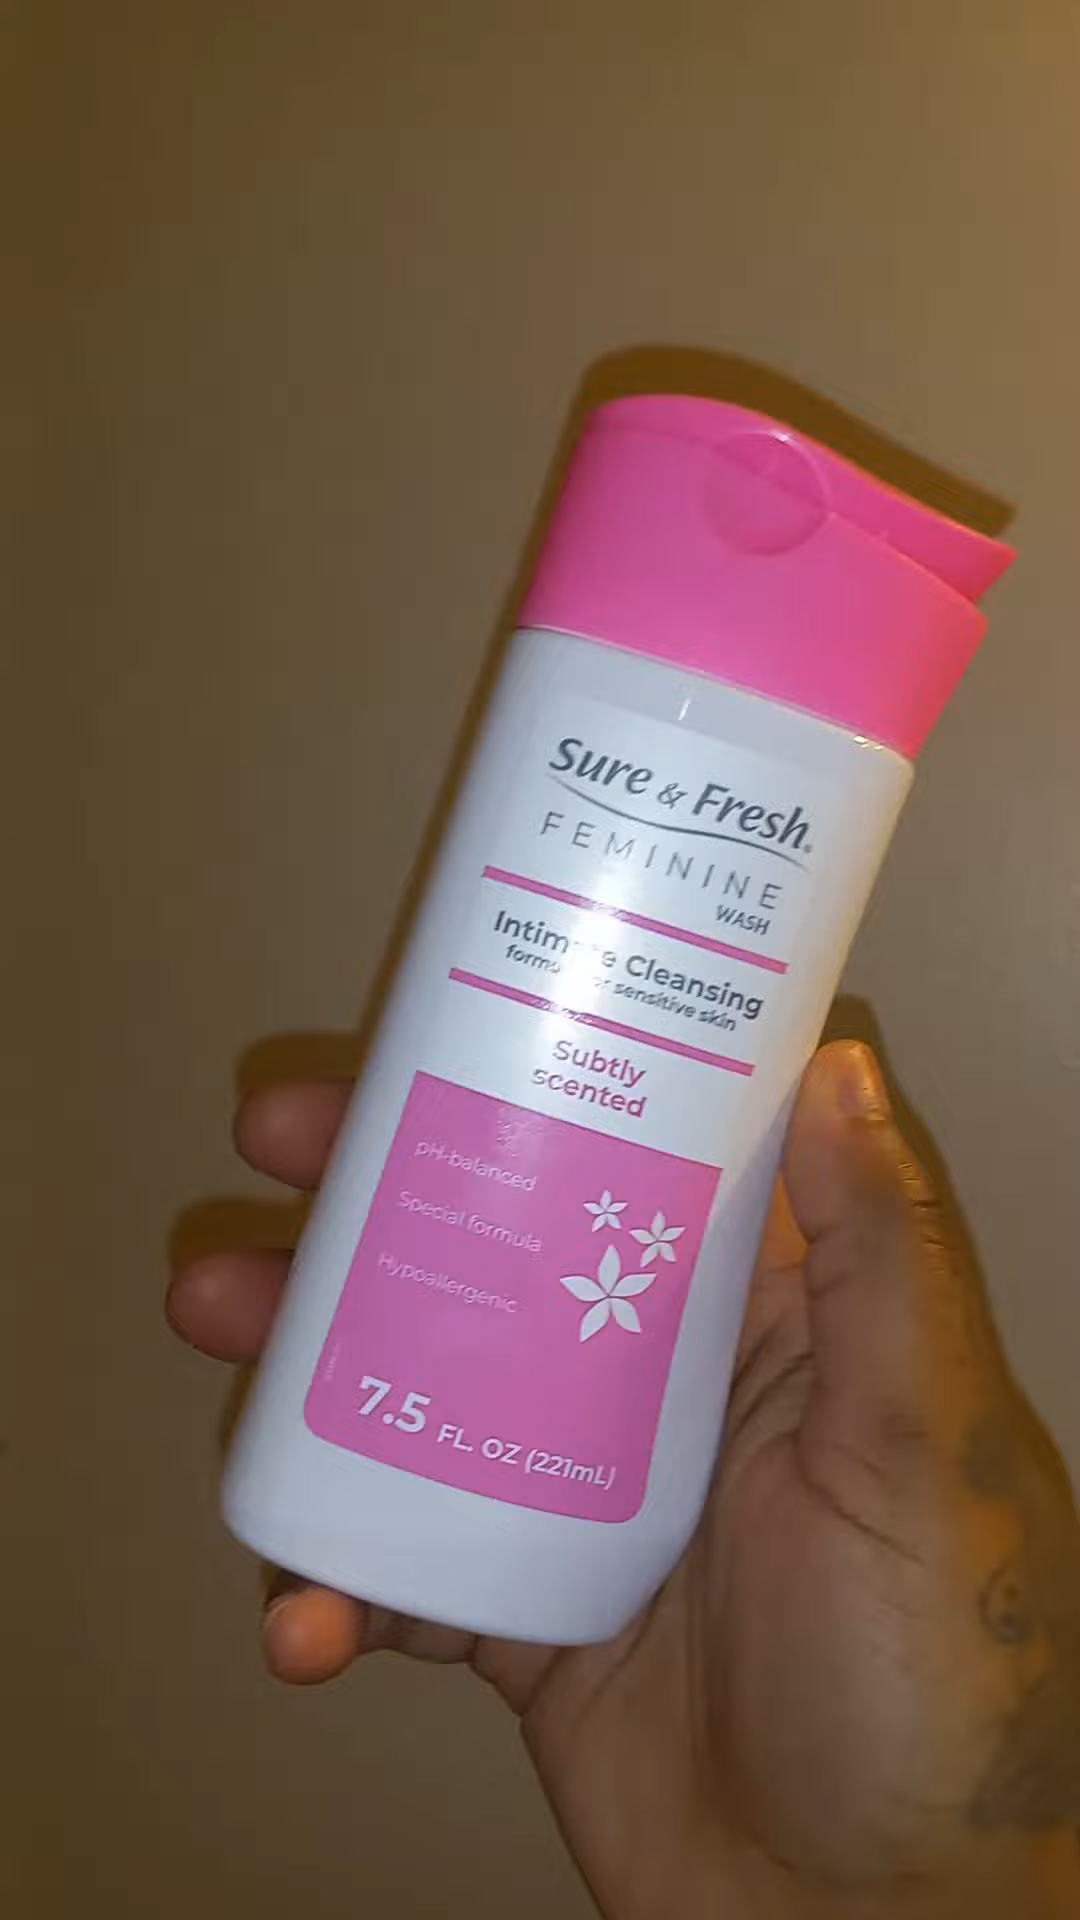 Sure & Fresh®
FEMININE
WASH
Cleansing
sensitive skin
Subtly
scented
pH-balanced
Special formula
Hypoallergenic
7.5 FL. OZ (221mL)